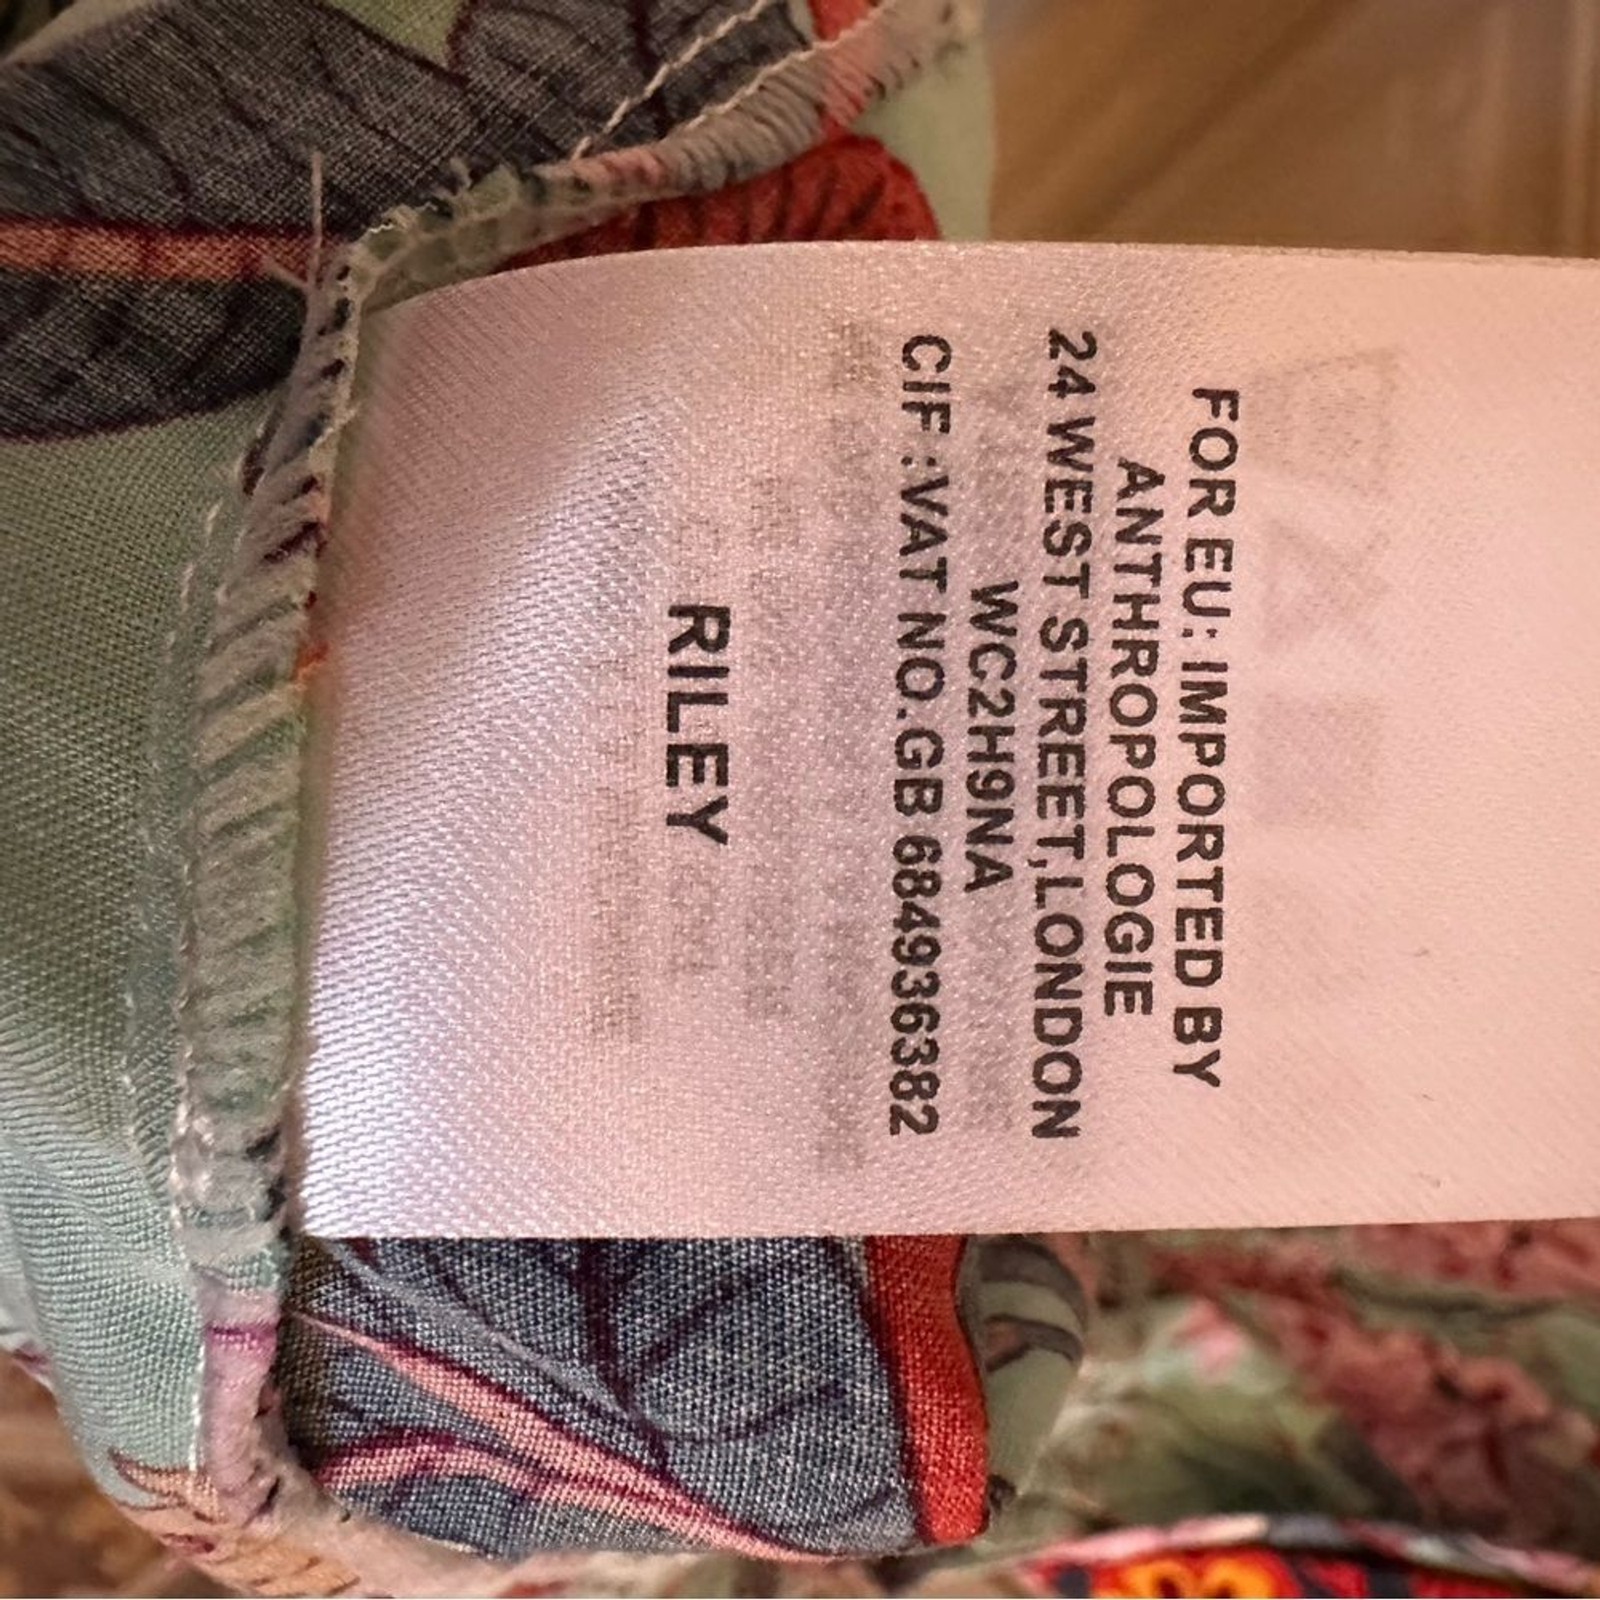 FOR EU: IMPORTED BY
ANTHROPOLOGIE
24 WEST STREET,LONDON
WC2H9NA
CIF :VAT NO.GB 684936382
RILEY